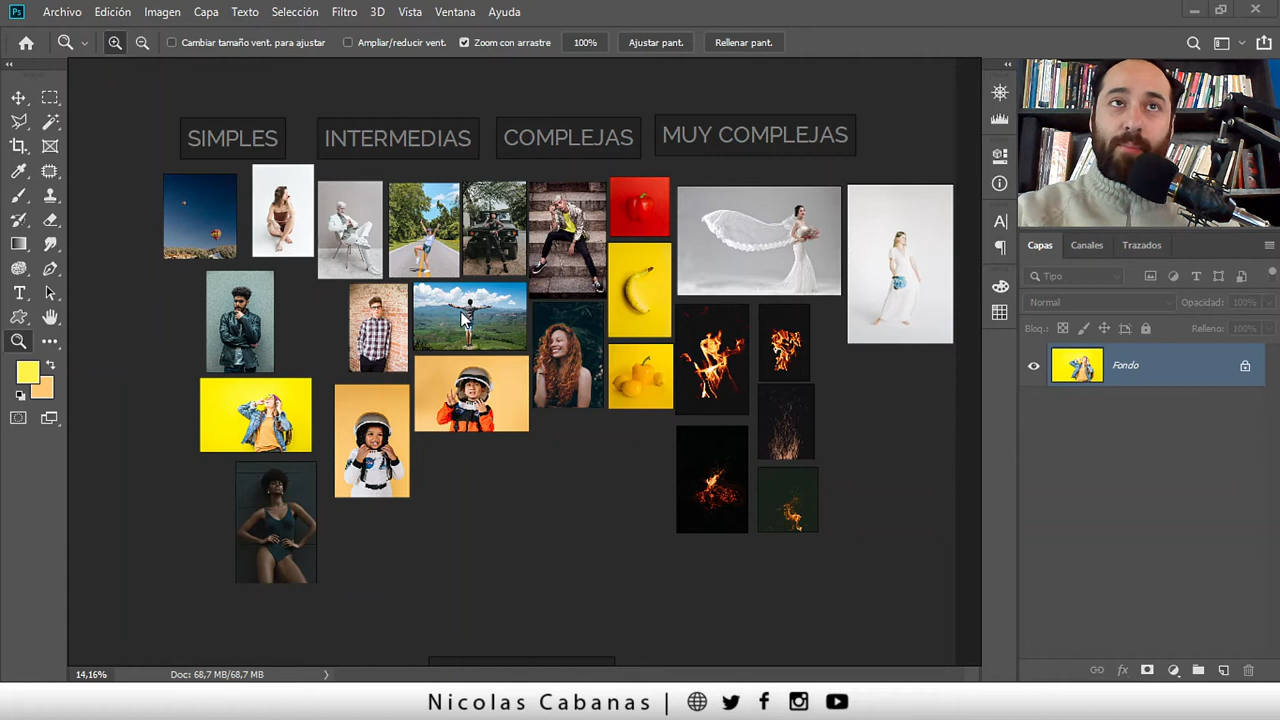 Ps Archivo Edición Imagen Capa Texto Selección Filtro 3D Vista Ventana Ayuda
Cambiar tamaño vent. para ajustar Ampliar/reducir vent. Zoom con arrastre 100% Ajustar pant. Rellenar pant.
SIMPLES INTERMEDIAS COMPLEJAS MUY COMPLEJAS
Capas Canales Trazados
Tipo
Normal Opacidad: 100%
Bloq.: Relleno: 100%
Fondo
14,16% Doc: 68,7 MB/68,7 MB
Nicolas Cabanas |